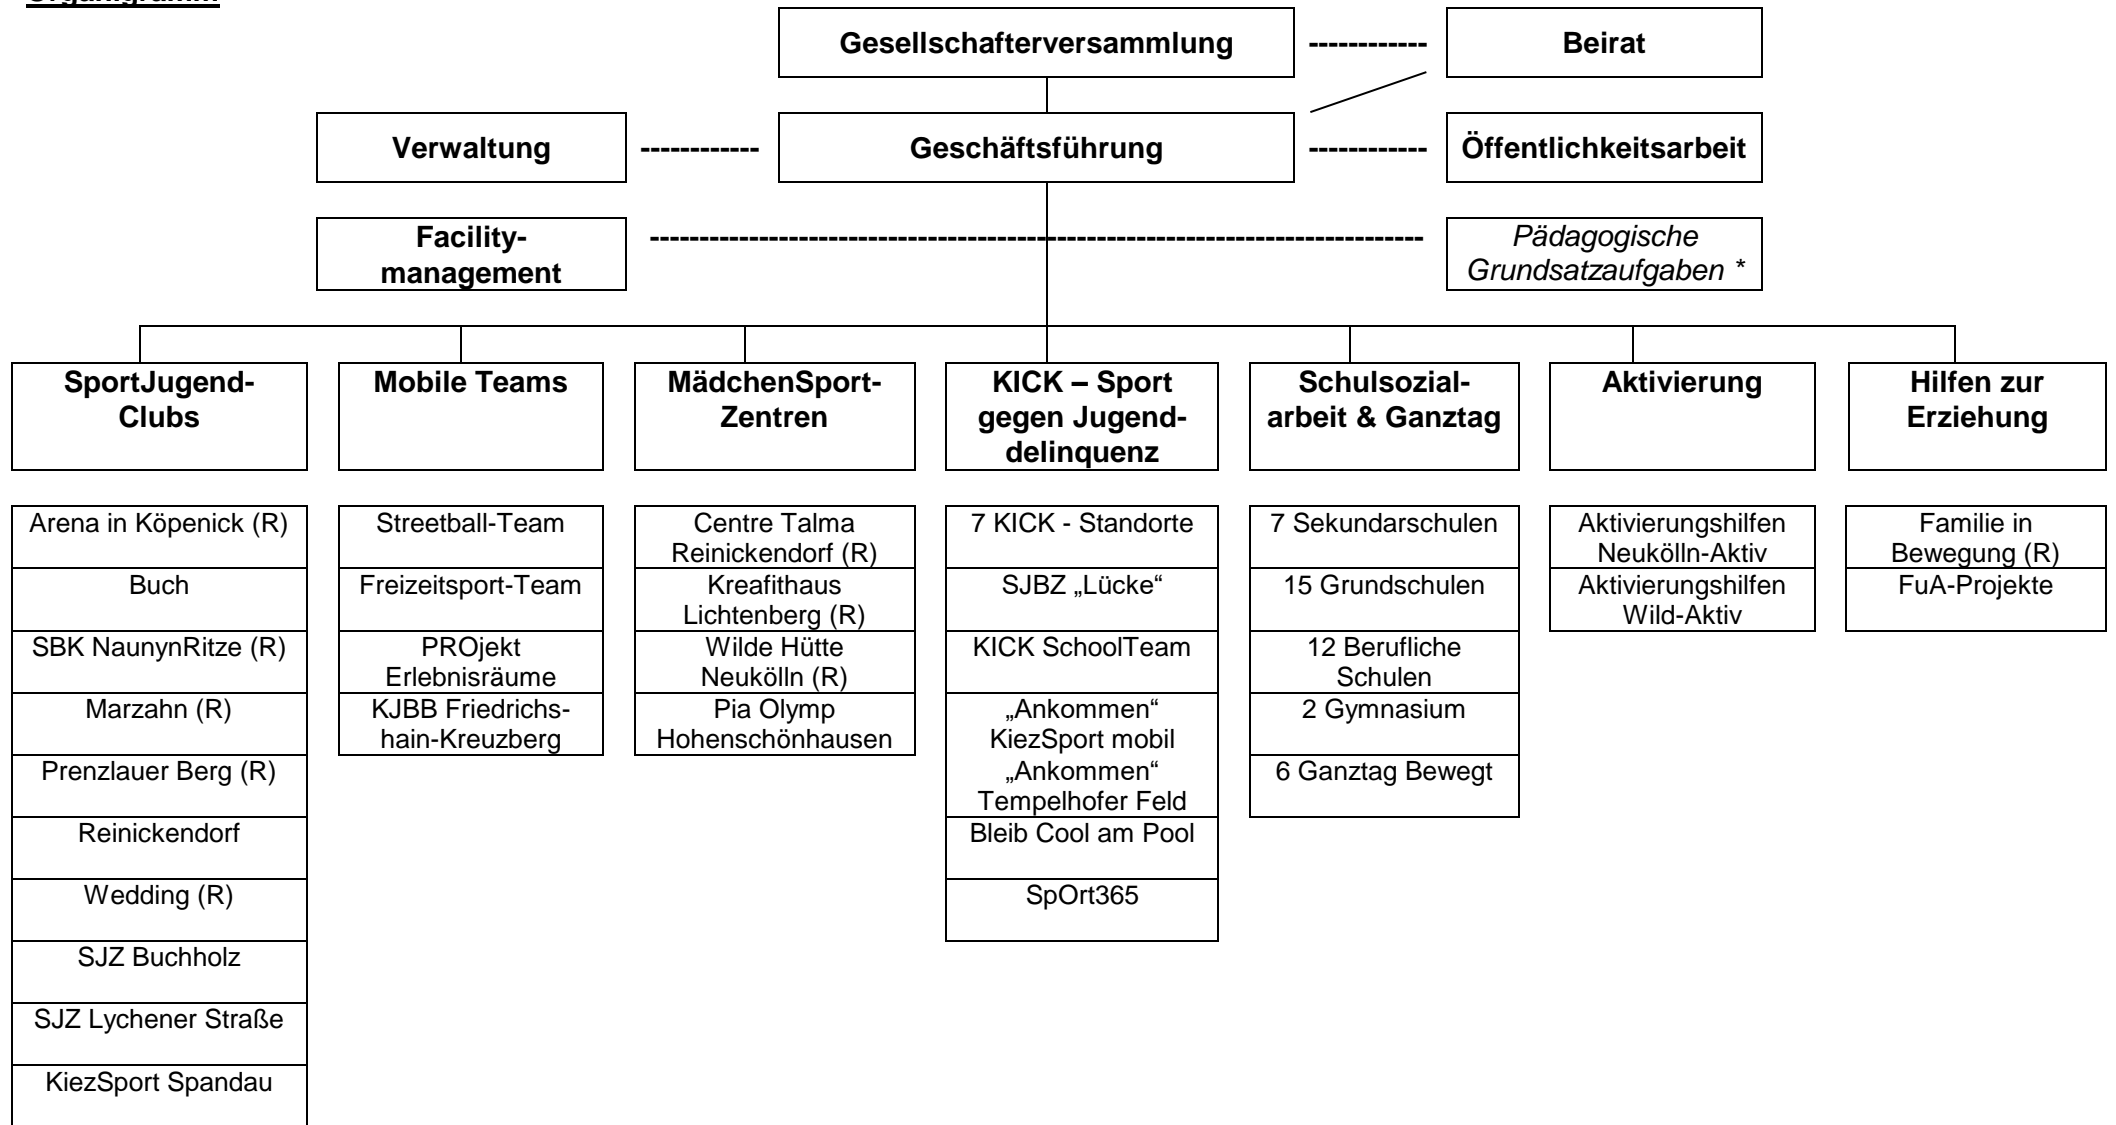 Organigramm
Gesellschafterversammlung ------------ Beirat
Verwaltung ------------ Geschäftsführung ------------ Öffentlichkeitsarbeit
Facility-
management
Pädagogische
Grundsatzaufgaben *
SportJugend-
Clubs
Mobile Teams
MädchenSport-
Zentren
KICK – Sport
gegen Jugend-
delinquenz
Schulsozial-
arbeit & Ganztag
Aktivierung
Hilfen zur
Erziehung
Arena in Köpenick (R)
Buch
SBK NaunynRitze (R)
Marzahn (R)
Prenzlauer Berg (R)
Reinickendorf
Wedding (R)
SJZ Buchholz
SJZ Lychener Straße
KiezSport Spandau
Streetball-Team
Freizeitsport-Team
PROjekt
Erlebnisräume
KJBB Friedrichs-
hain-Kreuzberg
Centre Talma
Reinickendorf (R)
Kreafithaus
Lichtenberg (R)
Wilde Hütte
Neukölln (R)
Pia Olymp
Hohenschönhausen
7 KICK - Standorte
SJBZ „Lücke“
KICK SchoolTeam
„Ankommen“
KiezSport mobil
„Ankommen“
Tempelhofer Feld
Bleib Cool am Pool
SpOrt365
7 Sekundarschulen
15 Grundschulen
12 Berufliche
Schulen
2 Gymnasium
6 Ganztag Bewegt
Aktivierungshilfen
Neukölln-Aktiv
Aktivierungshilfen
Wild-Aktiv
Familie in
Bewegung (R)
FuA-Projekte